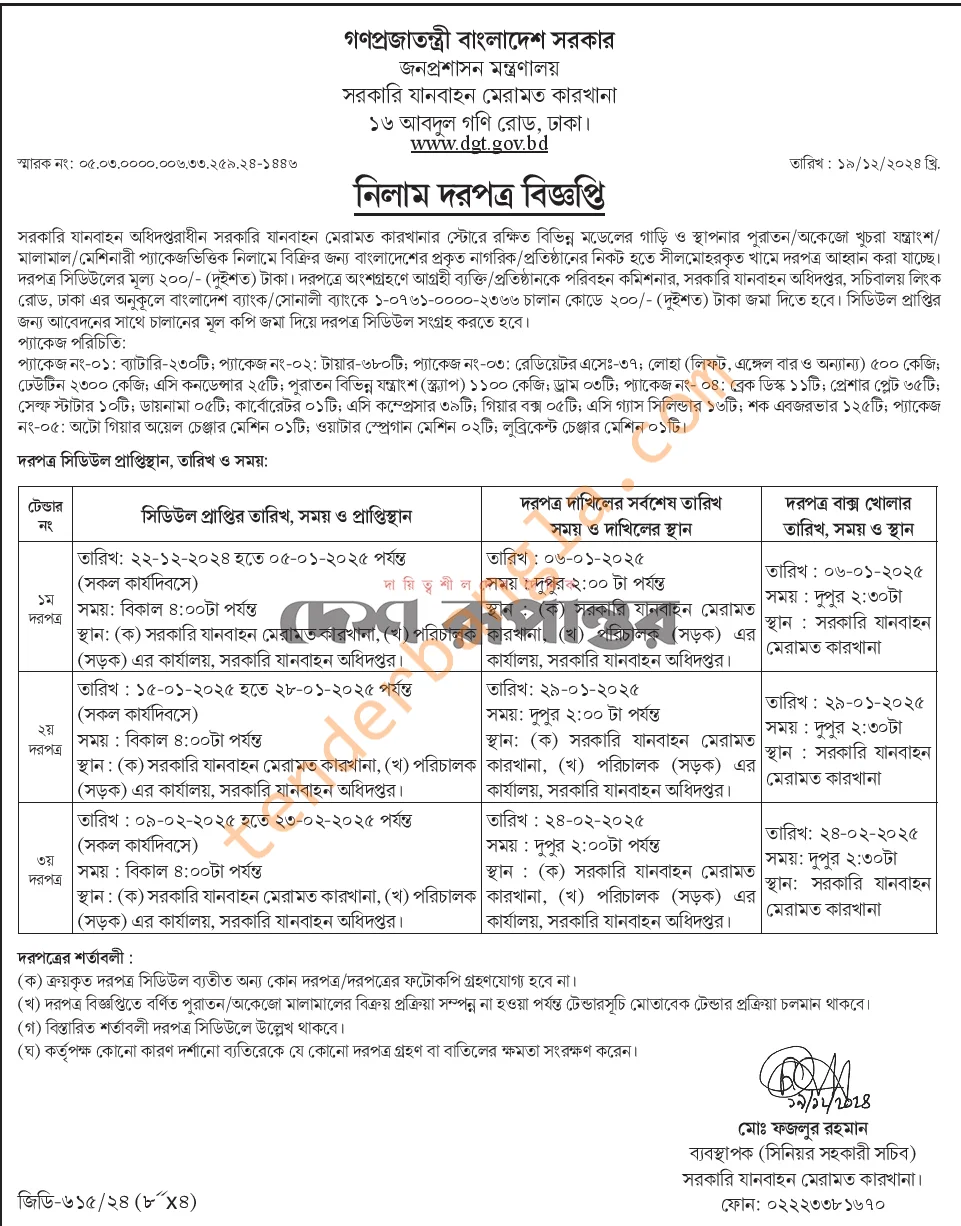 গণপ্রজাতন্ত্রী বাংলাদেশ সরকার
জনপ্রশাসন মন্ত্রণালয়
সরকারি যানবাহন মেরামত কারখানা
১৬ আবদুল গণি রোড, ঢাকা।
www.dgt.gov.bd
স্মারক নং: ০৫.০৩.০০০০.০০৬.৩৩.২৫৯.২৪-১৪৪৬
তারিখ : ১৯/১২/২০২৪ খ্রি.
নিলাম দরপত্র বিজ্ঞপ্তি
সরকারি যানবাহন অধিদপ্তরাধীন সরকারি যানবাহন মেরামত কারখানার স্টোরে রক্ষিত বিভিন্ন মডেলের গাড়ি ও স্থাপনার পুরাতন/অকেজো খুচরা যন্ত্রাংশ/
মালামাল/মেশিনারী প্যাকেজভিত্তিক নিলামে বিক্রির জন্য বাংলাদেশের প্রকৃত নাগরিক/প্রতিষ্ঠানের নিকট হতে সীলমোহরকৃত খামে দরপত্র আহ্বান করা যাচ্ছে।
দরপত্র সিডিউলের মূল্য ২০০/- (দুইশত) টাকা। দরপত্রে অংশগ্রহণে আগ্রহী ব্যক্তি/প্রতিষ্ঠানকে পরিবহন কমিশনার, সরকারি যানবাহন অধিদপ্তর, সচিবালয় লিংক
রোড, ঢাকা এর অনুকূলে বাংলাদেশ ব্যাংক/সোনালী ব্যাংকে ১-০৭৬১-০০০০-২৩৬৬ চালান কোডে ২০০/- (দুইশত) টাকা জমা দিতে হবে। সিডিউল প্রাপ্তির
জন্য আবেদনের সাথে চালানের মূল কপি জমা দিয়ে দরপত্র সিডিউল সংগ্রহ করতে হবে।
প্যাকেজ পরিচিতি:
প্যাকেজ নং-০১: ব্যাটারি-২৩০টি; প্যাকেজ নং-০২: টায়ার-৬৮০টি; প্যাকেজ নং-০৩: রেডিয়েটর এসেঃ-৩৭; লোহা (লিফট, এঙ্গেল বার ও অন্যান্য) ৫০০ কেজি;
ঢেউটিন ২৩০০ কেজি; এসি কনডেন্সার ২৫টি; পুরাতন বিভিন্ন যন্ত্রাংশ (স্ক্র্যাপ) ১১০০ কেজি; ড্রাম ০৩টি; প্যাকেজ নং- ০৪: ব্রেক ডিস্ক ১১টি; প্রেশার প্লেট ৬৫টি;
সেল্ফ স্টাটার ১০টি; ডায়নামা ০৫টি; কার্বোরেটর ০১টি; এসি কম্প্রেসার ৩৯টি; গিয়ার বক্স ০৫টি; এসি গ্যাস সিলিন্ডার ১৬টি; শক এবজরভার ১২৫টি; প্যাকেজ
নং-০৫: অটো গিয়ার অয়েল চেঞ্জার মেশিন ০১টি; ওয়াটার স্প্রেগান মেশিন ০২টি; লুব্রিকেন্ট চেঞ্জার মেশিন ০১টি।
দরপত্র সিডিউল প্রাপ্তিস্থান, তারিখ ও সময়:
টেন্ডার
নং
সিডিউল প্রাপ্তির তারিখ, সময় ও প্রাপ্তিস্থান
দরপত্র দাখিলের সর্বশেষ তারিখ
সময় ও দাখিলের স্থান
দরপত্র বাক্স খোলার
তারিখ, সময় ও স্থান
১ম
দরপত্র
তারিখ: ২২-১২-২০২৪ হতে ০৫-০১-২০২৫ পর্যন্ত
(সকল কার্যদিবসে)
সময়: বিকাল ৪:০০টা পর্যন্ত
স্থান: (ক) সরকারি যানবাহন মেরামত কারখানা, (খ) পরিচালক
(সড়ক) এর কার্যালয়, সরকারি যানবাহন অধিদপ্তর।
তারিখ : ০৬-০১-২০২৫
সময় : দুপুর ২:০০ টা পর্যন্ত
স্থান : (ক) সরকারি যানবাহন মেরামত
কারখানা, (খ) পরিচালক (সড়ক) এর
কার্যালয়, সরকারি যানবাহন অধিদপ্তর।
তারিখ : ০৬-০১-২০২৫
সময় : দুপুর ২:৩০টা
স্থান : সরকারি যানবাহন
মেরামত কারখানা
২য়
দরপত্র
তারিখ : ১৫-০১-২০২৫ হতে ২৮-০১-২০২৫ পর্যন্ত
(সকল কার্যদিবসে)
সময় : বিকাল ৪:০০টা পর্যন্ত
স্থান : (ক) সরকারি যানবাহন মেরামত কারখানা, (খ) পরিচালক
(সড়ক) এর কার্যালয়, সরকারি যানবাহন অধিদপ্তর।
তারিখ: ২৯-০১-২০২৫
সময়: দুপুর ২:০০ টা পর্যন্ত
স্থান: (ক) সরকারি যানবাহন মেরামত
কারখানা, (খ) পরিচালক (সড়ক) এর
কার্যালয়, সরকারি যানবাহন অধিদপ্তর।
তারিখ : ২৯-০১-২০২৫
সময় : দুপুর ২:৩০টা
স্থান : সরকারি যানবাহন
মেরামত কারখানা
৩য়
দরপত্র
তারিখ : ০৯-০২-২০২৫ হতে ২৩-০২-২০২৫ পর্যন্ত
(সকল কার্যদিবসে)
সময় : বিকাল ৪:০০টা পর্যন্ত
স্থান : (ক) সরকারি যানবাহন মেরামত কারখানা, (খ) পরিচালক
(সড়ক) এর কার্যালয়, সরকারি যানবাহন অধিদপ্তর।
তারিখ : ২৪-০২-২০২৫
সময় : দুপুর ২:০০টা পর্যন্ত
স্থান : (ক) সরকারি যানবাহন মেরামত
কারখানা, (খ) পরিচালক (সড়ক) এর
কার্যালয়, সরকারি যানবাহন অধিদপ্তর।
তারিখ: ২৪-০২-২০২৫
সময়: দুপুর ২:৩০টা
স্থান: সরকারি যানবাহন
মেরামত কারখানা
দেশ রূপান্তর
tenderbangla.com
দরপত্রের শর্তাবলী :
(ক) ক্রয়কৃত দরপত্র সিডিউল ব্যতীত অন্য কোন দরপত্র/দরপত্রের ফটোকপি গ্রহণযোগ্য হবে না।
(খ) দরপত্র বিজ্ঞপ্তিতে বর্ণিত পুরাতন/অকেজো মালামালের বিক্রয় প্রক্রিয়া সম্পন্ন না হওয়া পর্যন্ত টেন্ডারসূচি মোতাবেক টেন্ডার প্রক্রিয়া চলমান থাকবে।
(গ) বিস্তারিত শর্তাবলী দরপত্র সিডিউলে উল্লেখ থাকবে।
(ঘ) কর্তৃপক্ষ কোনো কারণ দর্শানো ব্যতিরেকে যে কোনো দরপত্র গ্রহণ বা বাতিলের ক্ষমতা সংরক্ষণ করেন।
১৯/১২/২০২৪
মোঃ ফজলুর রহমান
ব্যবস্থাপক (সিনিয়র সহকারী সচিব)
সরকারি যানবাহন মেরামত কারখানা।
ফোন: ০২২২৩৩৮১৬৭০
জিডি-৬১৫/২৪ (৮˝x৪)